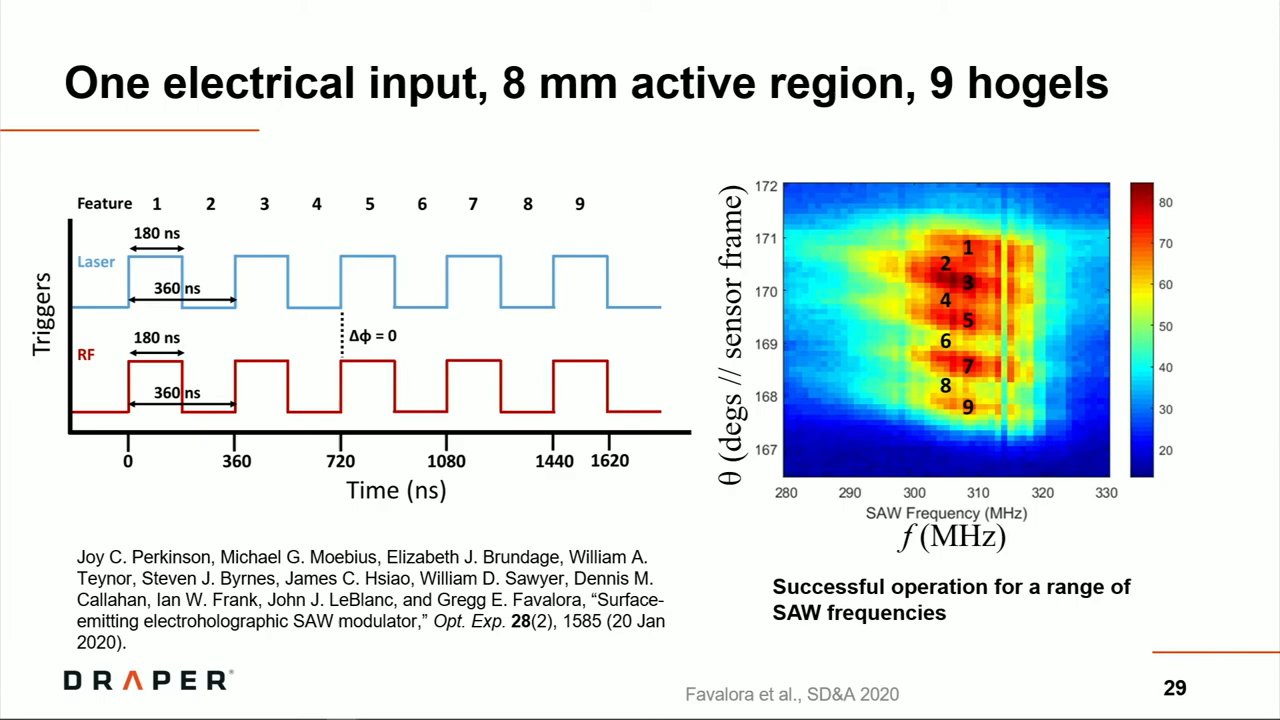 One electrical input, 8 mm active region, 9 hogels
Feature 1 2 3 4 5 6 7 8 9
180 ns
Laser
360 ns
Δϕ = 0
180 ns
RF
360 ns
Triggers
0 360 720 1080 1440 1620
Time (ns)
θ (degs // sensor frame)
172
171
170
169
168
167
1
2
3
4
5
6
7
8
9
280 290 300 310 320 330
SAW Frequency (MHz)
f (MHz)
80
70
60
50
40
30
20
Joy C. Perkinson, Michael G. Moebius, Elizabeth J. Brundage, William A.
Teynor, Steven J. Byrnes, James C. Hsiao, William D. Sawyer, Dennis M.
Callahan, Ian W. Frank, John J. LeBlanc, and Gregg E. Favalora, “Surface-
emitting electroholographic SAW modulator,” Opt. Exp. 28(2), 1585 (20 Jan
2020).
Successful operation for a range of
SAW frequencies
DRAPER®
Favalora et al., SD&A 2020
29